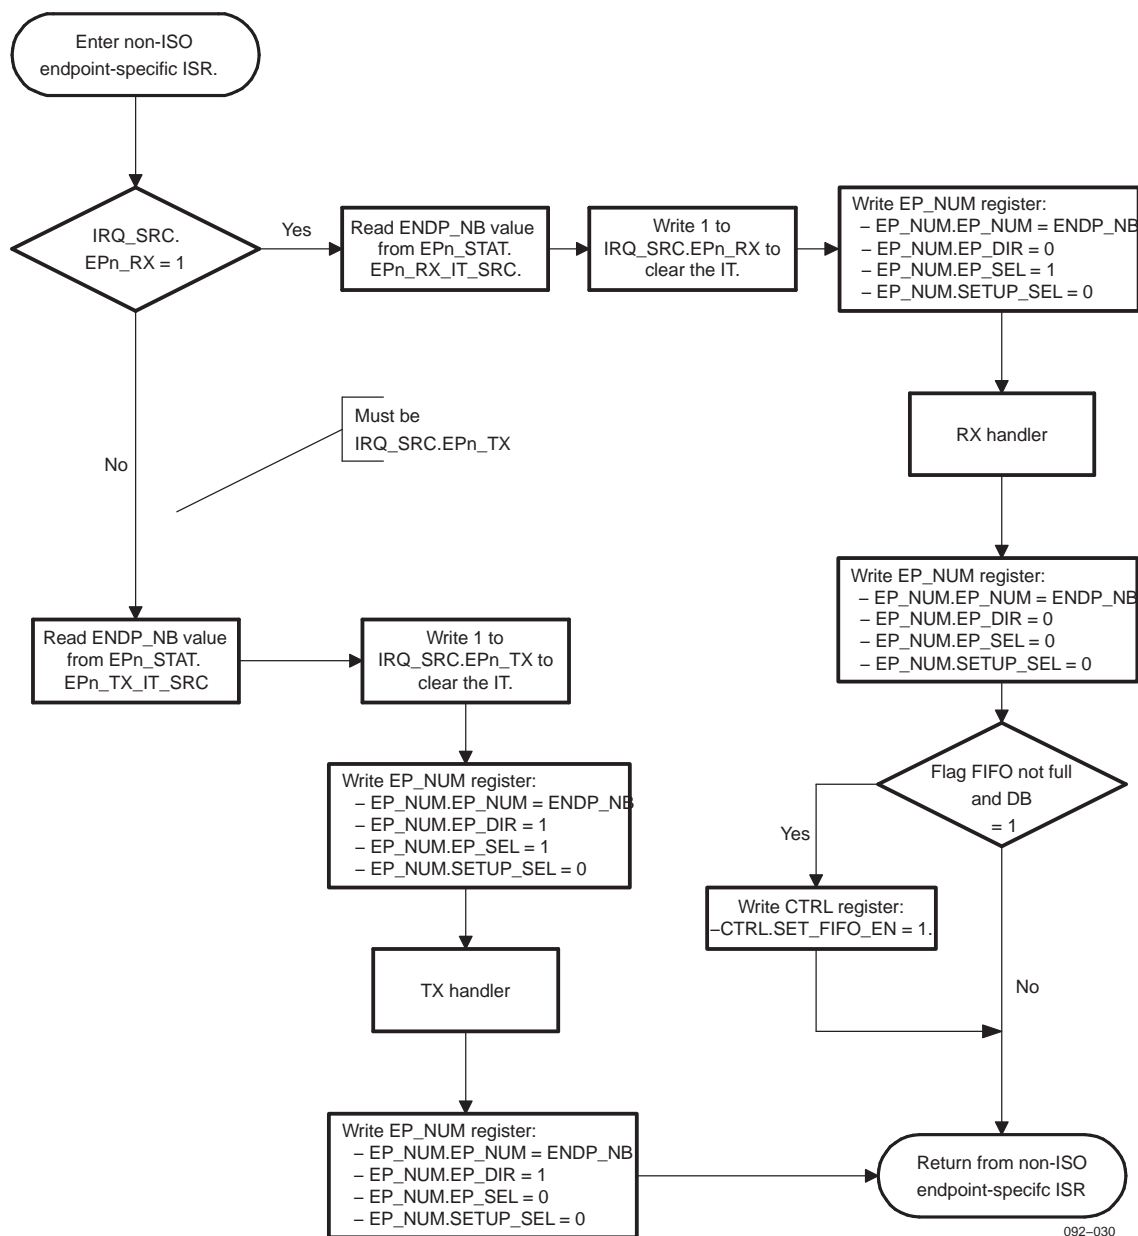 Enter non-ISO
endpoint-specific ISR.
IRQ_SRC.
EPn_RX = 1
Yes
Read ENDP_NB value
from EPn_STAT.
EPn_RX_IT_SRC.
Write 1 to
IRQ_SRC.EPn_RX to
clear the IT.
Write EP_NUM register:
– EP_NUM.EP_NUM = ENDP_NB
– EP_NUM.EP_DIR = 0
– EP_NUM.EP_SEL = 1
– EP_NUM.SETUP_SEL = 0
Must be
IRQ_SRC.EPn_TX
RX handler
No
Write EP_NUM register:
– EP_NUM.EP_NUM = ENDP_NB
– EP_NUM.EP_DIR = 0
– EP_NUM.EP_SEL = 0
– EP_NUM.SETUP_SEL = 0
Read ENDP_NB value
from EPn_STAT.
EPn_TX_IT_SRC
Write 1 to
IRQ_SRC.EPn_TX to
clear the IT.
Write EP_NUM register:
– EP_NUM.EP_NUM = ENDP_NB
– EP_NUM.EP_DIR = 1
– EP_NUM.EP_SEL = 1
– EP_NUM.SETUP_SEL = 0
Flag FIFO not full
and DB
= 1
Yes
Write CTRL register:
–CTRL.SET_FIFO_EN = 1.
TX handler
No
Write EP_NUM register:
– EP_NUM.EP_NUM = ENDP_NB
– EP_NUM.EP_DIR = 1
– EP_NUM.EP_SEL = 0
– EP_NUM.SETUP_SEL = 0
Return from non-ISO
endpoint-specifc ISR
092–030